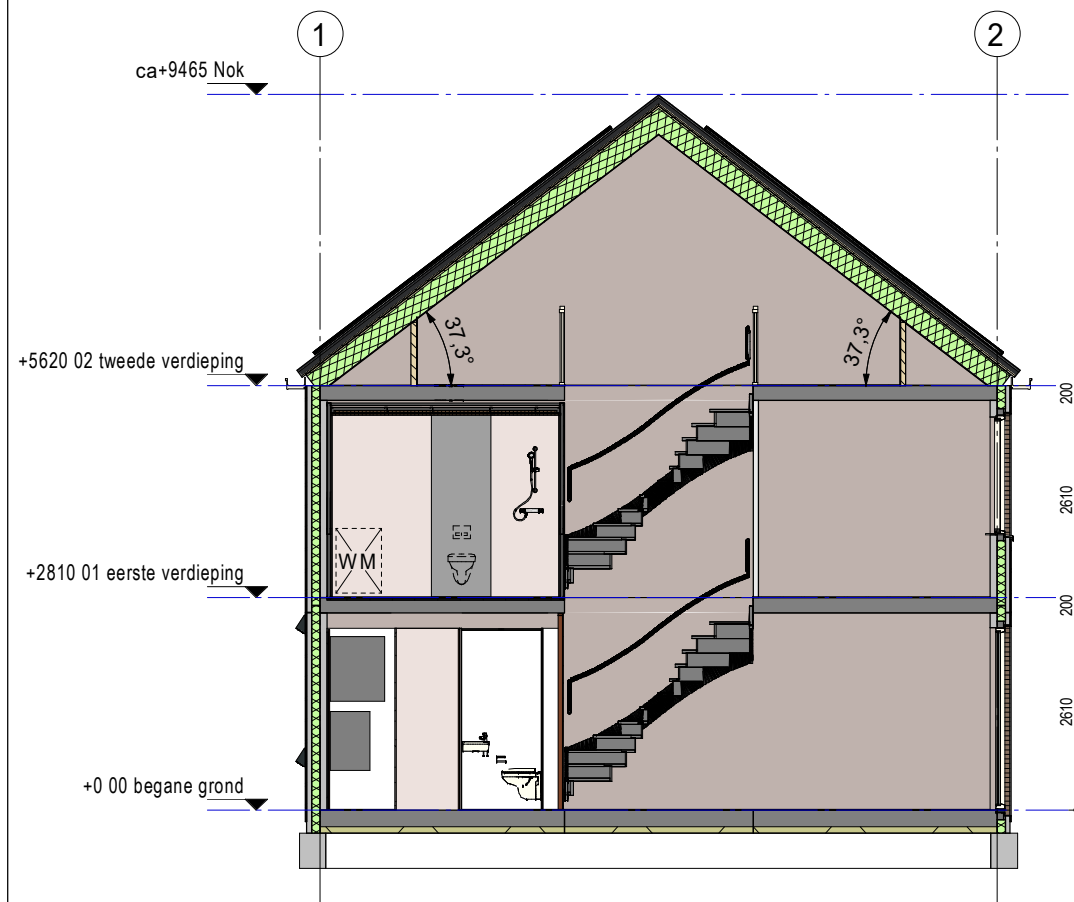 1
2
ca+9465 Nok
37,3°
37,3°
+5620 02 tweede verdieping
200
2610
WM
+2810 01 eerste verdieping
200
2610
+0 00 begane grond